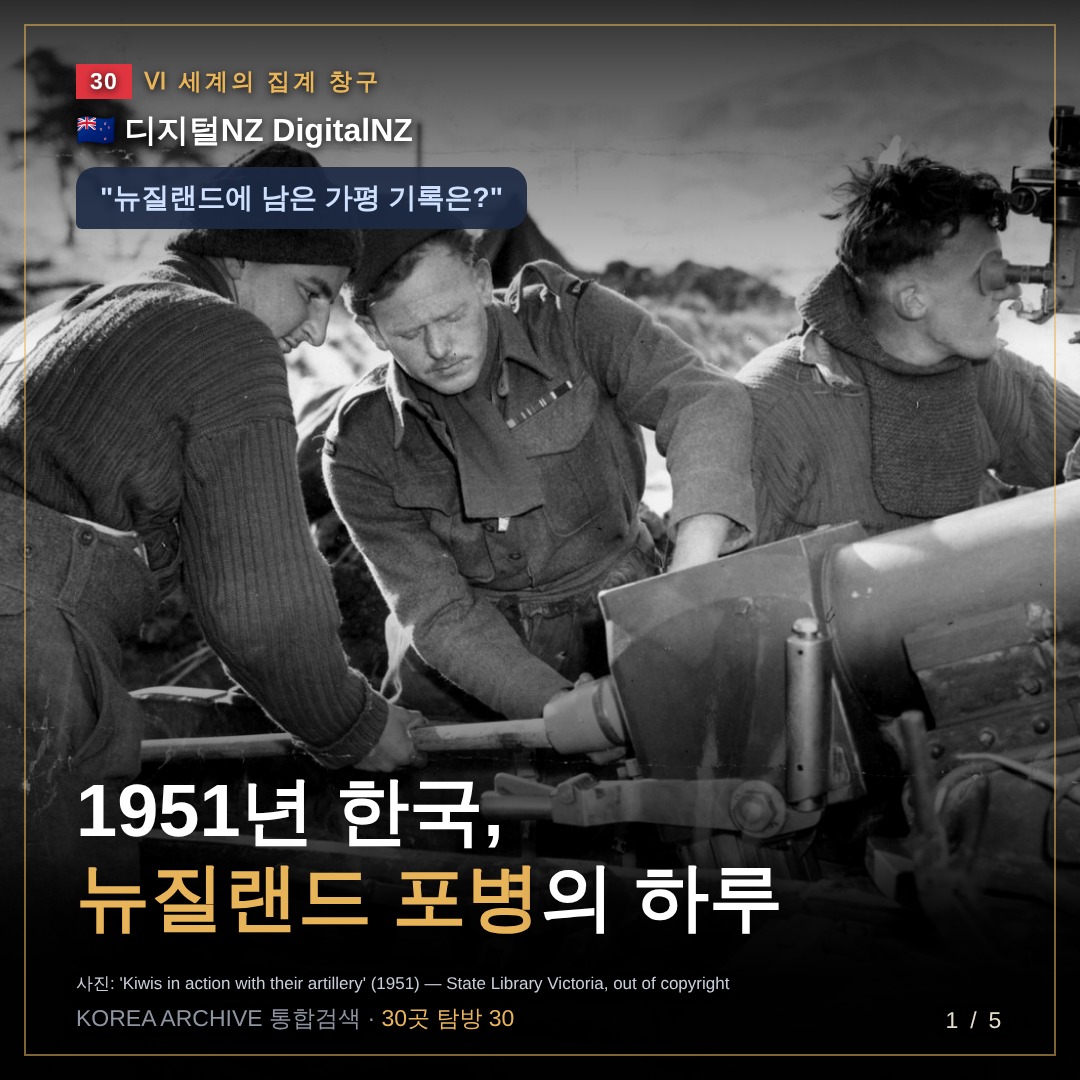 30 VI 세계의 집계 창구
🇳🇿 디지털NZ DigitalNZ
"뉴질랜드에 남은 가평 기록은?"
1951년 한국,
뉴질랜드 포병의 하루
사진: 'Kiwis in action with their artillery' (1951) — State Library Victoria, out of copyright
KOREA ARCHIVE 통합검색 · 30곳 탐방 30
1 / 5